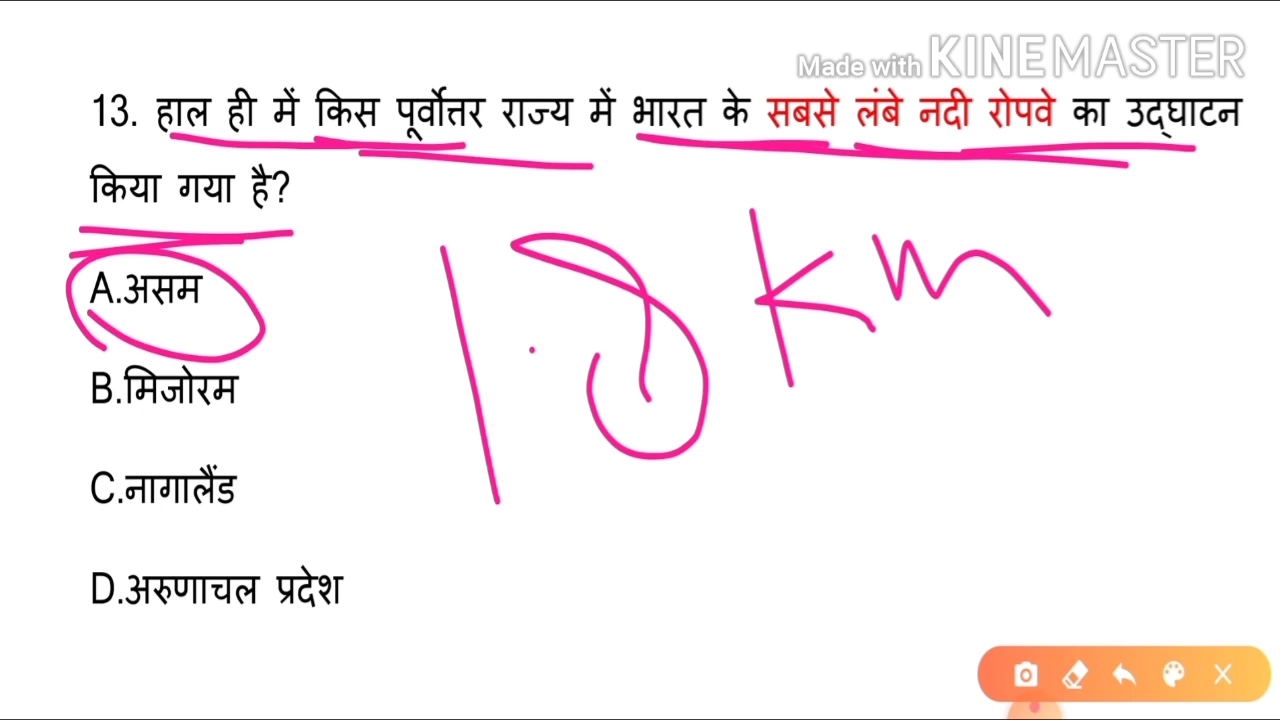 Made with KINEMASTER
13. हाल ही में किस पूर्वोत्तर राज्य में भारत के सबसे लंबे नदी रोपवे का उद्घाटन
किया गया है?
A.असम
1.8 km
B.मिजोरम
C.नागालैंड
D.अरुणाचल प्रदेश